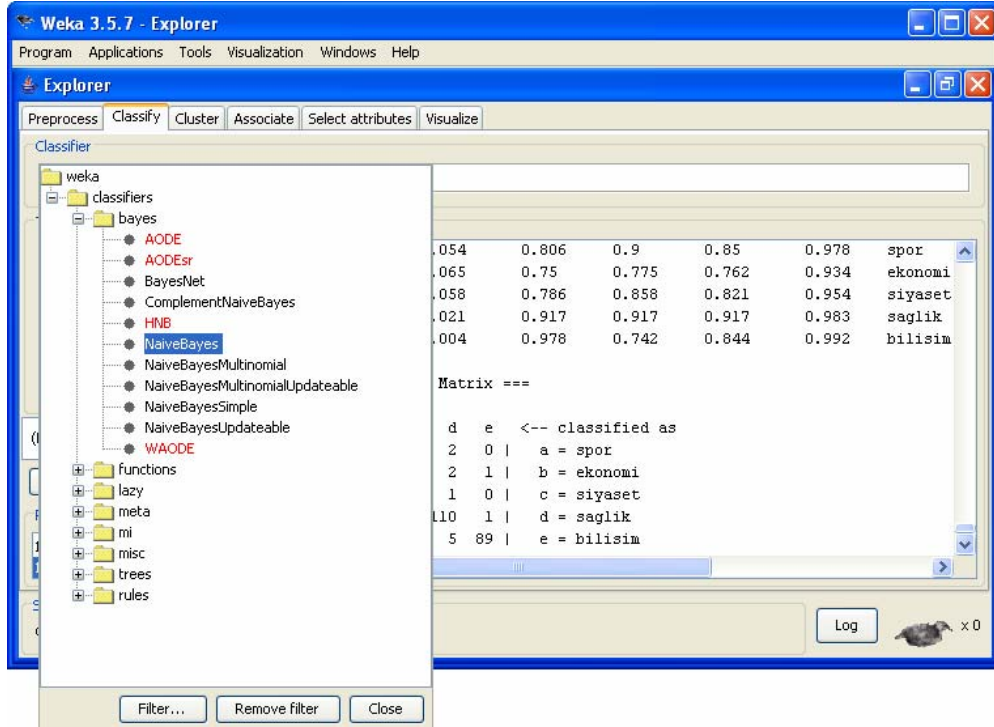 Weka 3.5.7 - Explorer
Program Applications Tools Visualization Windows Help
Explorer
Preprocess Classify Cluster Associate Select attributes Visualize
Classifier
weka
classifiers
bayes
AODE
AODEsr
BayesNet
ComplementNaiveBayes
HNB
NaiveBayes
NaiveBayesMultinomial
NaiveBayesMultinomialUpdateable
NaiveBayesSimple
NaiveBayesUpdateable
WAODE
functions
lazy
meta
mi
misc
trees
rules
Filter... Remove filter Close
.054 0.806 0.9 0.85 0.978 spor
.065 0.75 0.775 0.762 0.934 ekonomi
.058 0.786 0.858 0.821 0.954 siyaset
.021 0.917 0.917 0.917 0.983 saglik
.004 0.978 0.742 0.844 0.992 bilisim
Matrix ===
d e <-- classified as
2 0 | a = spor
2 1 | b = ekonomi
1 0 | c = siyaset
110 1 | d = saglik
5 89 | e = bilisim
Log x 0